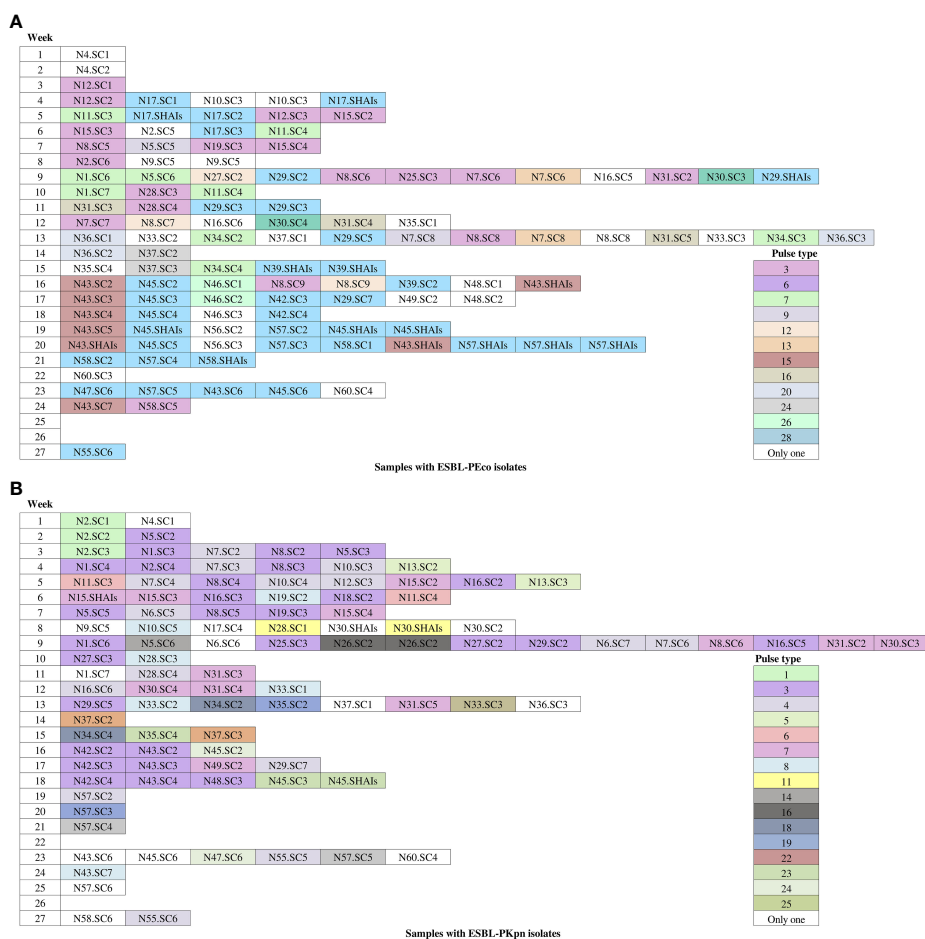 A
Week
1 N4.SC1
2 N4.SC2
3 N12.SC1
4 N12.SC2 N17.SC1 N10.SC3 N10.SC3 N17.SHAIs
5 N11.SC3 N17.SHAIs N17.SC2 N12.SC3 N15.SC2
6 N15.SC3 N2.SC5 N17.SC3 N11.SC4
7 N8.SC5 N5.SC5 N19.SC3 N15.SC4
8 N2.SC6 N9.SC5 N9.SC5
9 N1.SC6 N5.SC6 N27.SC2 N29.SC2 N8.SC6 N25.SC3 N7.SC6 N7.SC6 N16.SC5 N31.SC2 N30.SC3 N29.SHAIs
10 N1.SC7 N28.SC3 N11.SC4
11 N31.SC3 N28.SC4 N29.SC3 N29.SC3
12 N7.SC7 N8.SC7 N16.SC6 N30.SC4 N31.SC4 N35.SC1
13 N36.SC1 N33.SC2 N34.SC2 N37.SC1 N29.SC5 N7.SC8 N8.SC8 N7.SC8 N8.SC8 N31.SC5 N33.SC3 N34.SC3 N36.SC3
14 N36.SC2 N37.SC2 Pulse type
15 N35.SC4 N37.SC3 N34.SC4 N39.SHAIs N39.SHAIs 3
16 N43.SC2 N45.SC2 N46.SC1 N8.SC9 N8.SC9 N39.SC2 N48.SC1 N43.SHAIs 6
17 N43.SC3 N45.SC3 N46.SC2 N42.SC3 N29.SC7 N49.SC2 N48.SC2 7
18 N43.SC4 N45.SC4 N46.SC3 N42.SC4 9
19 N43.SC5 N45.SHAIs N56.SC2 N57.SC2 N45.SHAIs N45.SHAIs 12
20 N43.SHAIs N45.SC5 N56.SC3 N57.SC3 N58.SC1 N43.SHAIs N57.SHAIs N57.SHAIs N57.SHAIs 13
21 N58.SC2 N57.SC4 N58.SHAIs 15
22 N60.SC3 16
23 N47.SC6 N57.SC5 N43.SC6 N45.SC6 N60.SC4 20
24 N43.SC7 N58.SC5 24
25 26
26 28
27 N55.SC6 Only one
Samples with ESBL-PEco isolates
B
Week
1 N2.SC1 N4.SC1
2 N2.SC2 N5.SC2
3 N2.SC3 N1.SC3 N7.SC2 N8.SC2 N5.SC3
4 N1.SC4 N2.SC4 N7.SC3 N8.SC3 N10.SC3 N13.SC2
5 N11.SC3 N7.SC4 N8.SC4 N10.SC4 N12.SC3 N15.SC2 N16.SC2 N13.SC3
6 N15.SHAIs N15.SC3 N16.SC3 N19.SC2 N18.SC2 N11.SC4
7 N5.SC5 N6.SC5 N8.SC5 N19.SC3 N15.SC4
8 N9.SC5 N10.SC5 N17.SC4 N28.SC1 N30.SHAIs N30.SHAIs N30.SC2
9 N1.SC6 N5.SC6 N6.SC6 N25.SC3 N26.SC2 N26.SC2 N27.SC2 N29.SC2 N6.SC7 N7.SC6 N8.SC6 N16.SC5 N31.SC2 N30.SC3
10 N27.SC3 N28.SC3 Pulse type
11 N1.SC7 N28.SC4 N31.SC3 1
12 N16.SC6 N30.SC4 N31.SC4 N33.SC1 3
13 N29.SC5 N33.SC2 N34.SC2 N35.SC2 N37.SC1 N31.SC5 N33.SC3 N36.SC3 4
14 N37.SC2 5
15 N34.SC4 N35.SC4 N37.SC3 6
16 N42.SC2 N43.SC2 N45.SC2 7
17 N42.SC3 N43.SC3 N49.SC2 N29.SC7 8
18 N42.SC4 N43.SC4 N48.SC3 N45.SC3 N45.SHAIs 11
19 N57.SC2 14
20 N57.SC3 16
21 N57.SC4 18
22 19
23 N43.SC6 N45.SC6 N47.SC6 N55.SC5 N57.SC5 N60.SC4 22
24 N43.SC7 23
25 N57.SC6 24
26 25
27 N58.SC6 N55.SC6 Only one
Samples with ESBL-PKpn isolates